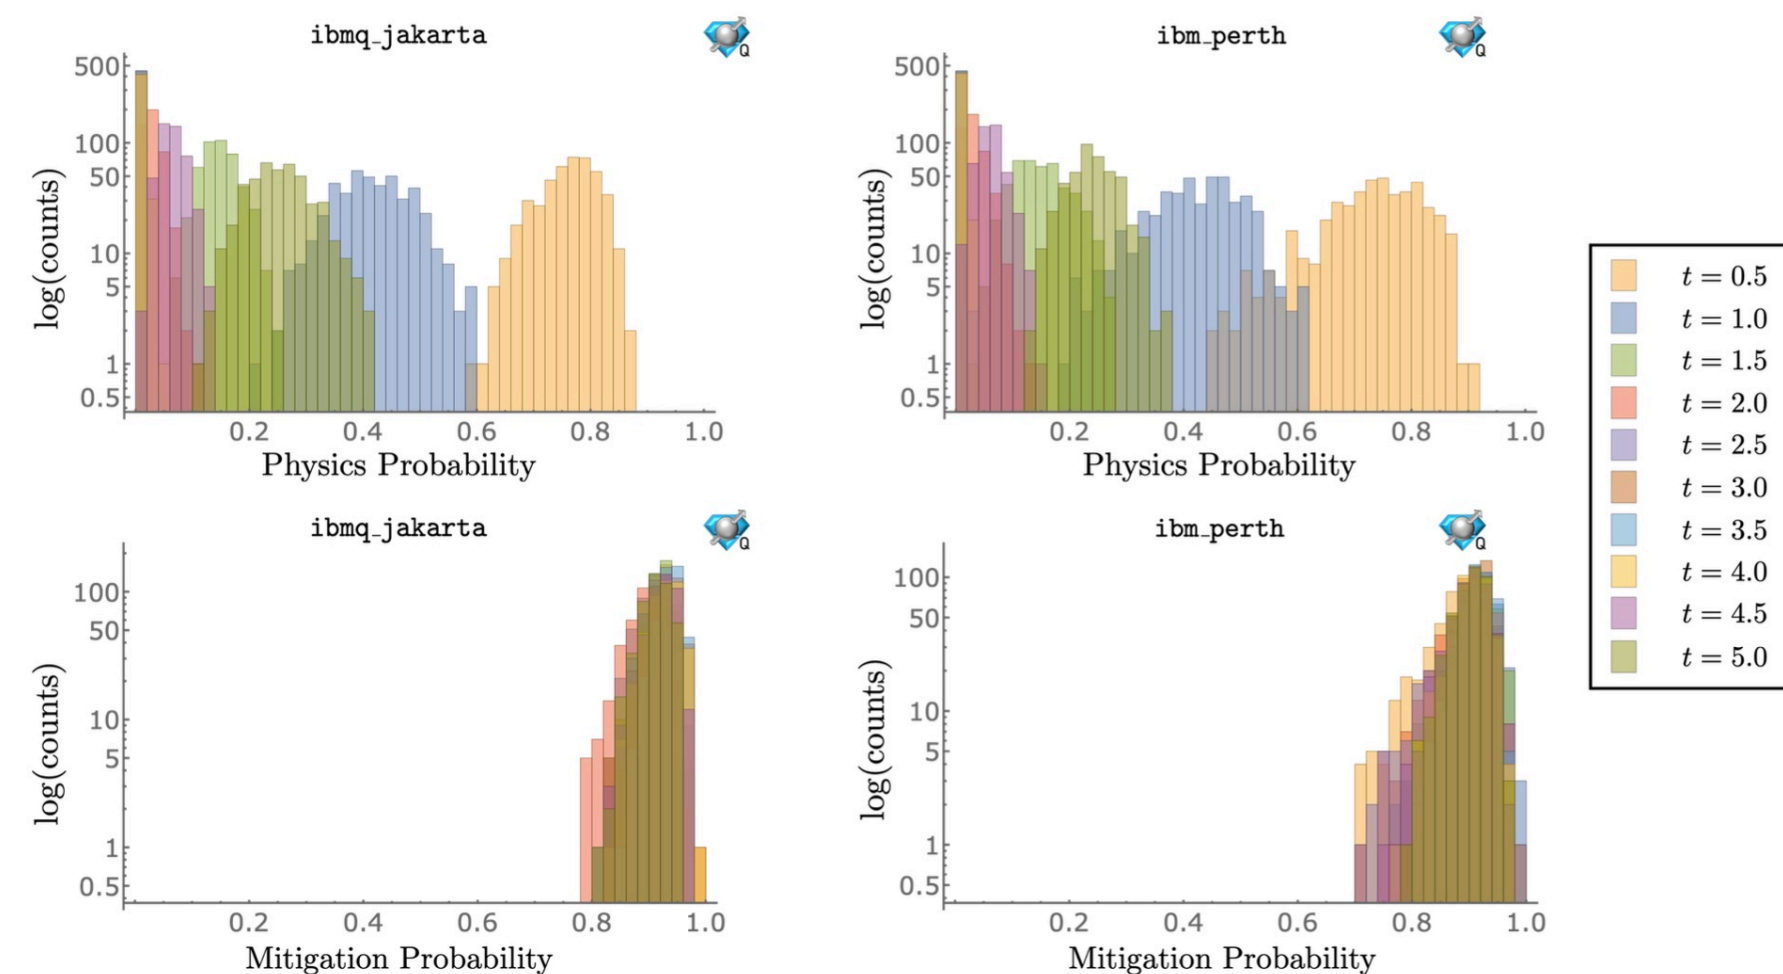 ibmq_jakarta
Q
500
100
50
10
5
1
0.5
log(counts)
0.2 0.4 0.6 0.8 1.0
Physics Probability
ibm_perth
Q
500
100
50
10
5
1
0.5
log(counts)
0.2 0.4 0.6 0.8 1.0
Physics Probability
ibmq_jakarta
Q
100
50
10
5
1
0.5
log(counts)
0.2 0.4 0.6 0.8 1.0
Mitigation Probability
ibm_perth
Q
100
50
10
5
1
0.5
log(counts)
0.2 0.4 0.6 0.8 1.0
Mitigation Probability
t = 0.5
t = 1.0
t = 1.5
t = 2.0
t = 2.5
t = 3.0
t = 3.5
t = 4.0
t = 4.5
t = 5.0